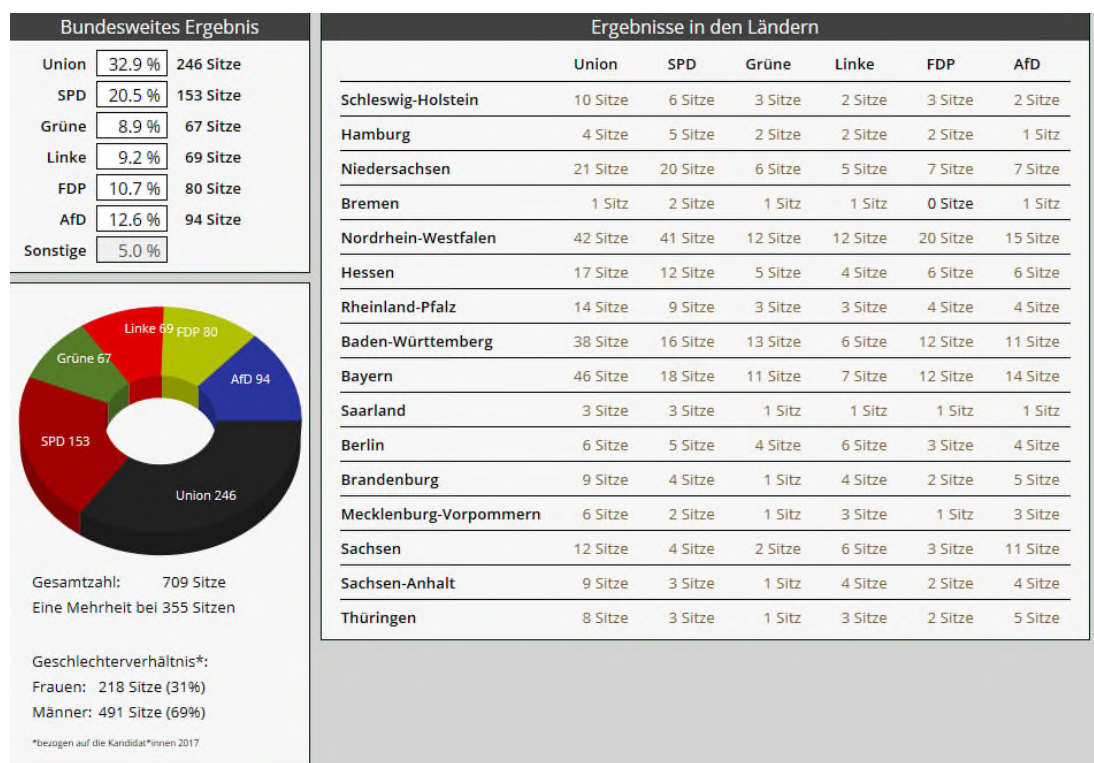 Bundesweites Ergebnis
Union 32.9 % 246 Sitze
SPD 20.5 % 153 Sitze
Grüne 8.9 % 67 Sitze
Linke 9.2 % 69 Sitze
FDP 10.7 % 80 Sitze
AfD 12.6 % 94 Sitze
Sonstige 5.0 %
Linke 69
FDP 80
Grüne 67
AfD 94
SPD 153
Union 246
Gesamtzahl: 709 Sitze
Eine Mehrheit bei 355 Sitzen
Geschlechterverhältnis*:
Frauen: 218 Sitze (31%)
Männer: 491 Sitze (69%)
*bezogen auf die Kandidat*innen 2017
Ergebnisse in den Ländern
Union SPD Grüne Linke FDP AfD
Schleswig-Holstein 10 Sitze 6 Sitze 3 Sitze 2 Sitze 3 Sitze 2 Sitze
Hamburg 4 Sitze 5 Sitze 2 Sitze 2 Sitze 2 Sitze 1 Sitz
Niedersachsen 21 Sitze 20 Sitze 6 Sitze 5 Sitze 7 Sitze 7 Sitze
Bremen 1 Sitz 2 Sitze 1 Sitz 1 Sitz 0 Sitze 1 Sitz
Nordrhein-Westfalen 42 Sitze 41 Sitze 12 Sitze 12 Sitze 20 Sitze 15 Sitze
Hessen 17 Sitze 12 Sitze 5 Sitze 4 Sitze 6 Sitze 6 Sitze
Rheinland-Pfalz 14 Sitze 9 Sitze 3 Sitze 3 Sitze 4 Sitze 4 Sitze
Baden-Württemberg 38 Sitze 16 Sitze 13 Sitze 6 Sitze 12 Sitze 11 Sitze
Bayern 46 Sitze 18 Sitze 11 Sitze 7 Sitze 12 Sitze 14 Sitze
Saarland 3 Sitze 3 Sitze 1 Sitz 1 Sitz 1 Sitz 1 Sitz
Berlin 6 Sitze 5 Sitze 4 Sitze 6 Sitze 3 Sitze 4 Sitze
Brandenburg 9 Sitze 4 Sitze 1 Sitz 4 Sitze 2 Sitze 5 Sitze
Mecklenburg-Vorpommern 6 Sitze 2 Sitze 1 Sitz 3 Sitze 1 Sitz 3 Sitze
Sachsen 12 Sitze 4 Sitze 2 Sitze 6 Sitze 3 Sitze 11 Sitze
Sachsen-Anhalt 9 Sitze 3 Sitze 1 Sitz 4 Sitze 2 Sitze 4 Sitze
Thüringen 8 Sitze 3 Sitze 1 Sitz 3 Sitze 2 Sitze 5 Sitze